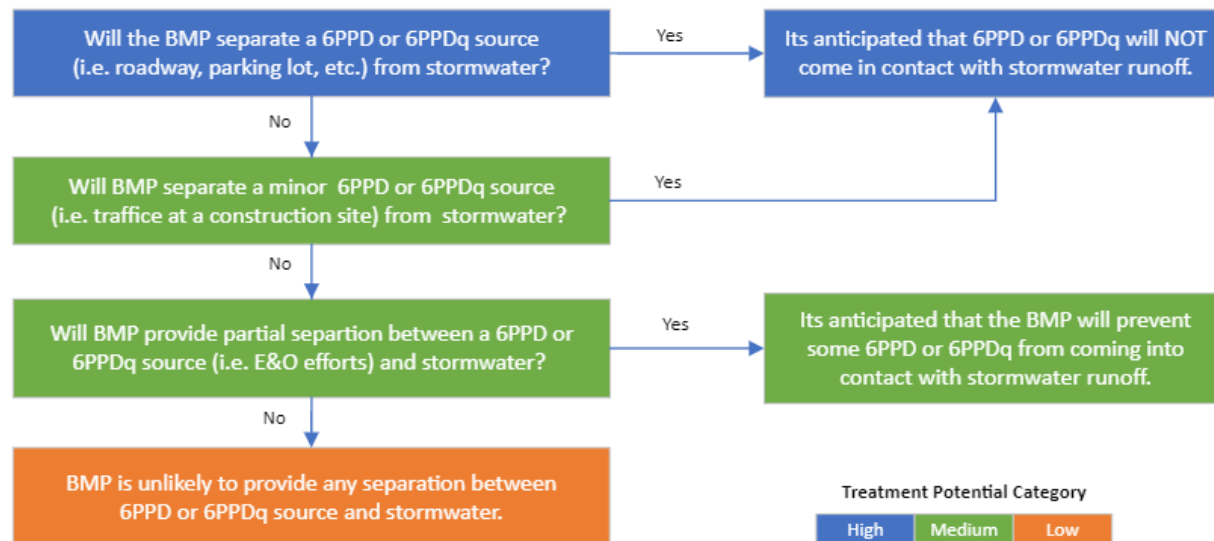 Will the BMP separate a 6PPD or 6PPDq source
(i.e. roadway, parking lot, etc.) from stormwater?
Yes
Its anticipated that 6PPD or 6PPDq will NOT
come in contact with stormwater runoff.
No
Will BMP separate a minor 6PPD or 6PPDq source
(i.e. traffice at a construction site) from stormwater?
Yes
No
Will BMP provide partial separtion between a 6PPD or
6PPDq source (i.e. E&O efforts) and stormwater?
Yes
Its anticipated that the BMP will prevent
some 6PPD or 6PPDq from coming into
contact with stormwater runoff.
No
BMP is unlikely to provide any separation between
6PPD or 6PPDq source and stormwater.
Treatment Potential Category
High Medium Low